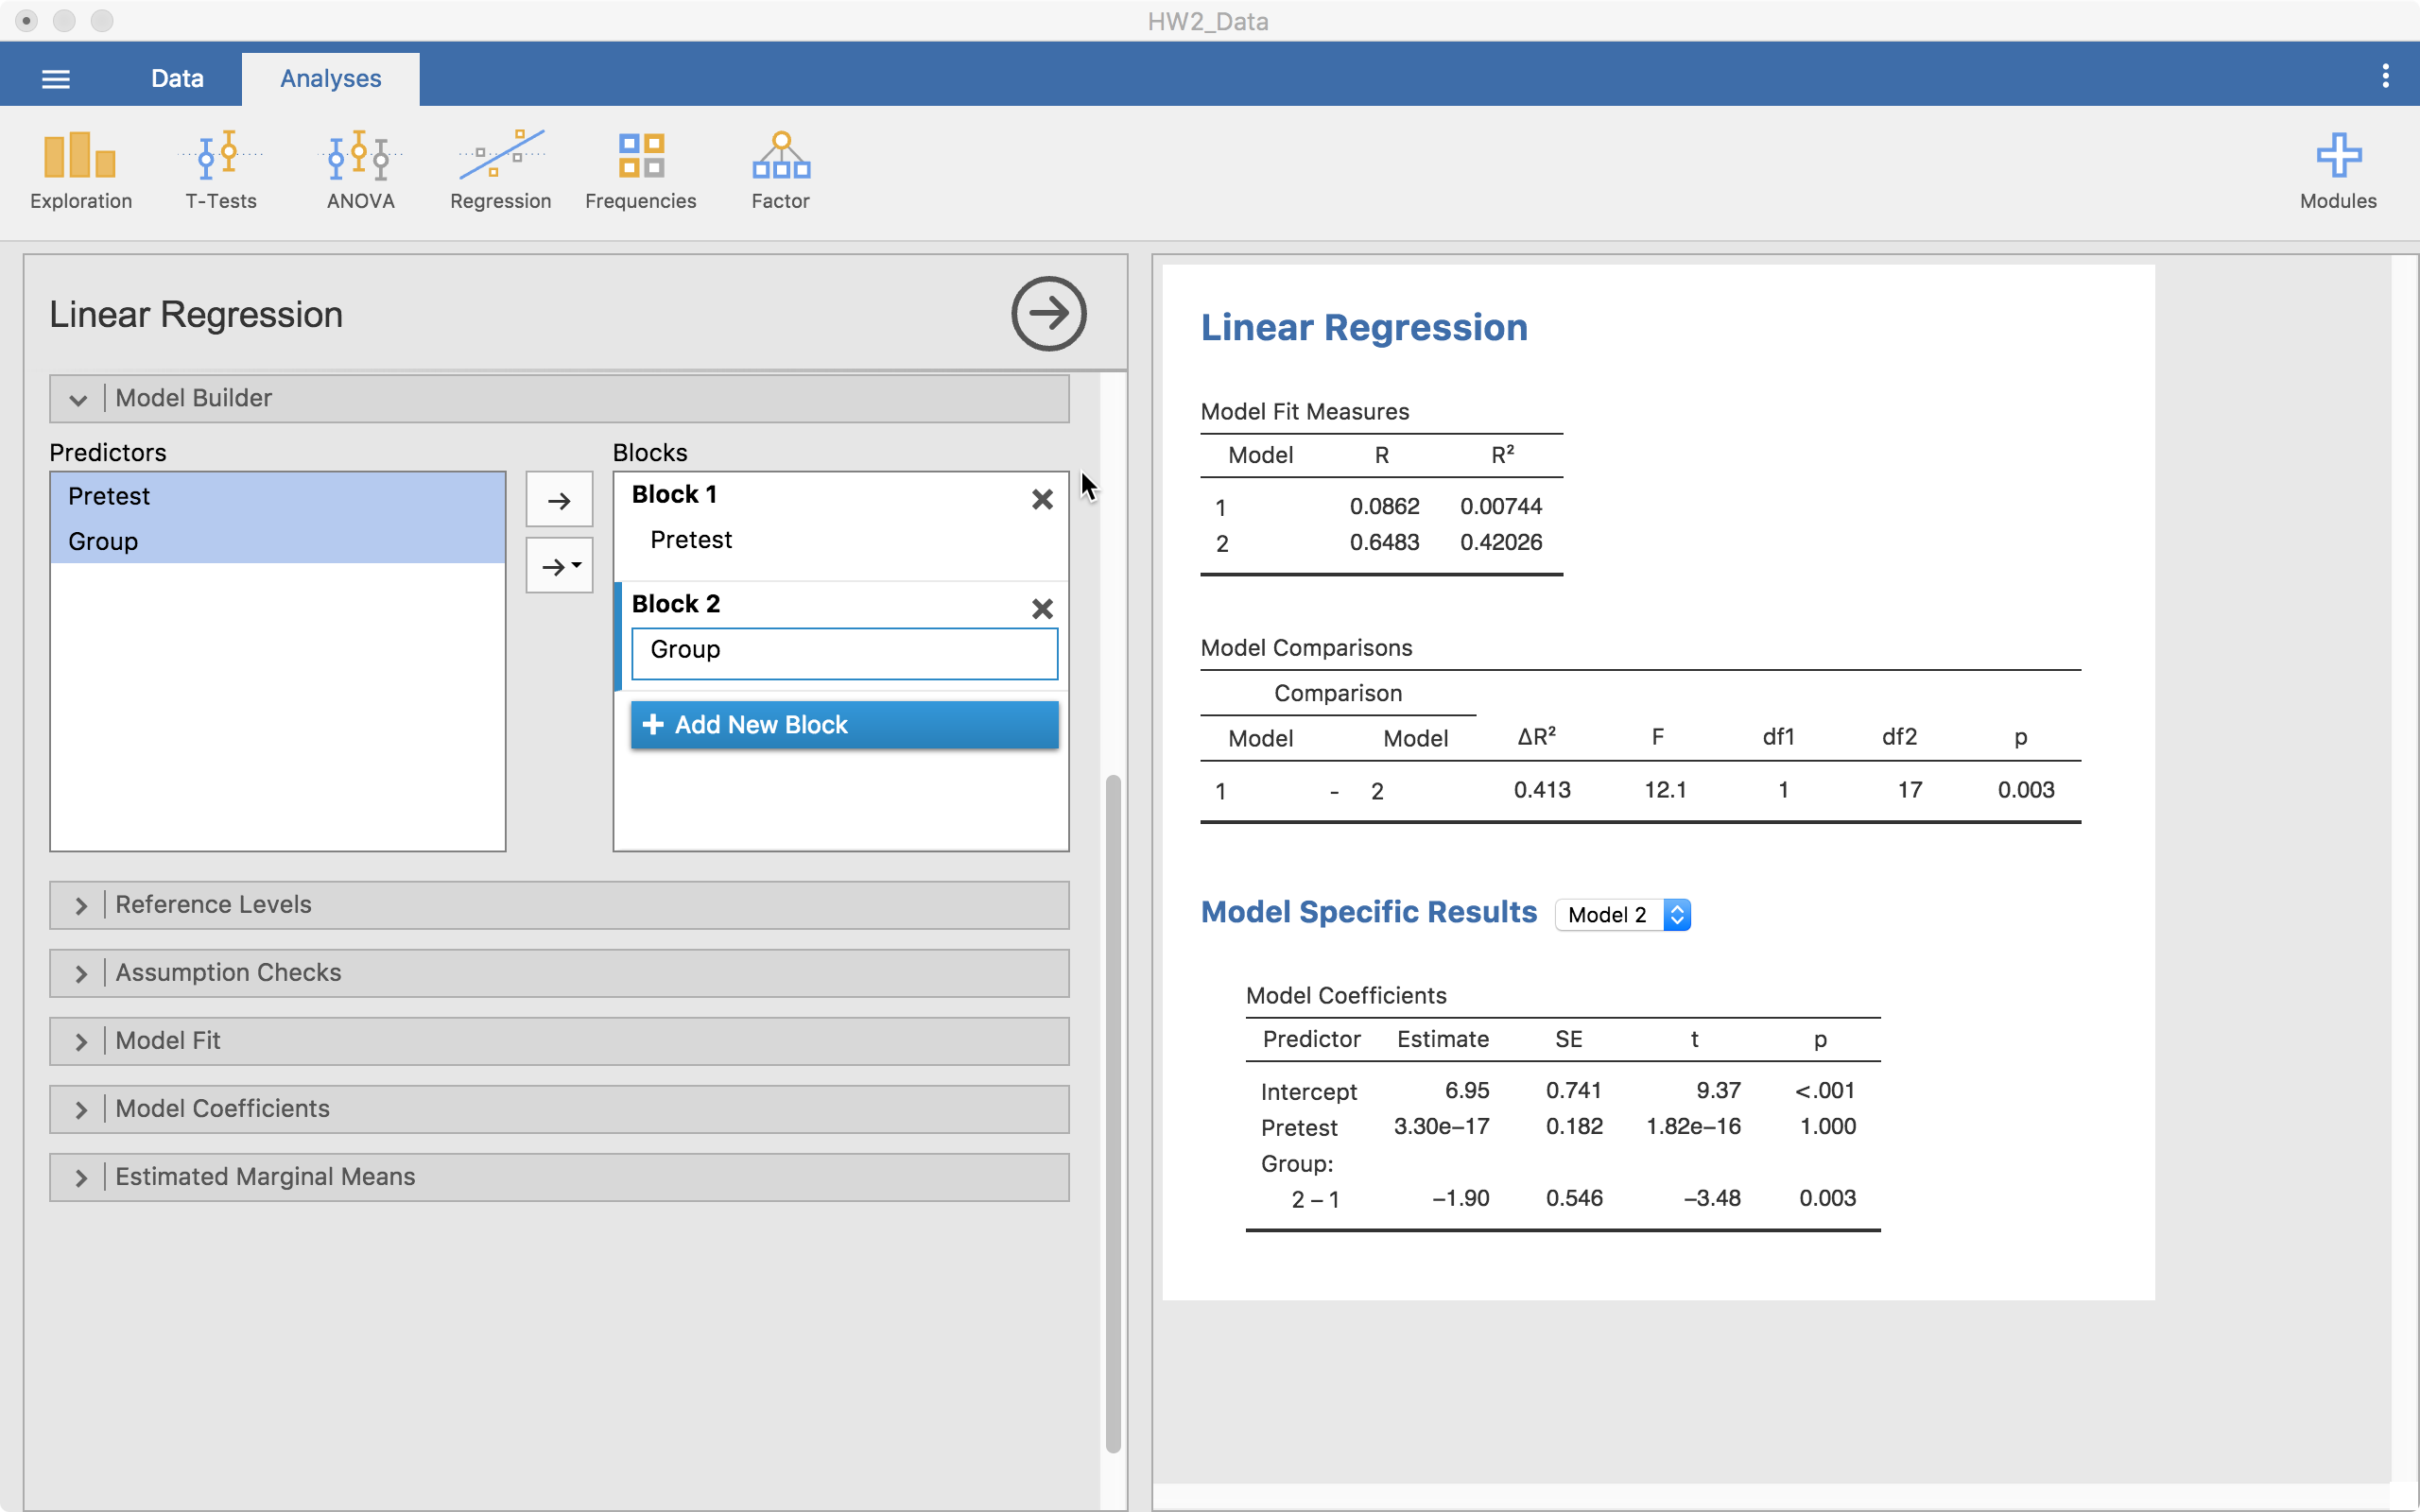 HW2_Data
Data Analyses
Exploration T-Tests ANOVA Regression Frequencies Factor Modules
Linear Regression
Model Builder
Predictors
Pretest
Group
Blocks
Block 1
Pretest
Block 2
Group
Add New Block
Reference Levels
Assumption Checks
Model Fit
Model Coefficients
Estimated Marginal Means
Linear Regression
Model Fit Measures
Model R R²
1 0.0862 0.00744
2 0.6483 0.42026
Model Comparisons
Comparison
Model Model ΔR² F df1 df2 p
1 - 2 0.413 12.1 1 17 0.003
Model Specific Results Model 2
Model Coefficients
Predictor Estimate SE t p
Intercept 6.95 0.741 9.37 <.001
Pretest 3.30e−17 0.182 1.82e−16 1.000
Group:
2 – 1 −1.90 0.546 −3.48 0.003